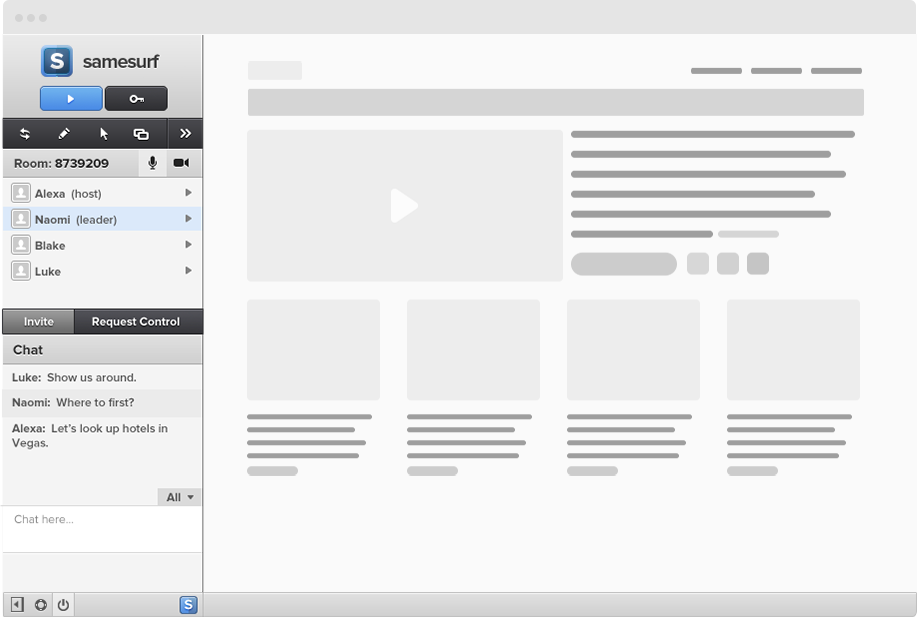 S samesurf
Room: 8739209
Alexa (host)
Naomi (leader)
Blake
Luke
Invite Request Control
Chat
Luke: Show us around.
Naomi: Where to first?
Alexa: Let's look up hotels in
Vegas.
All
Chat here...
S